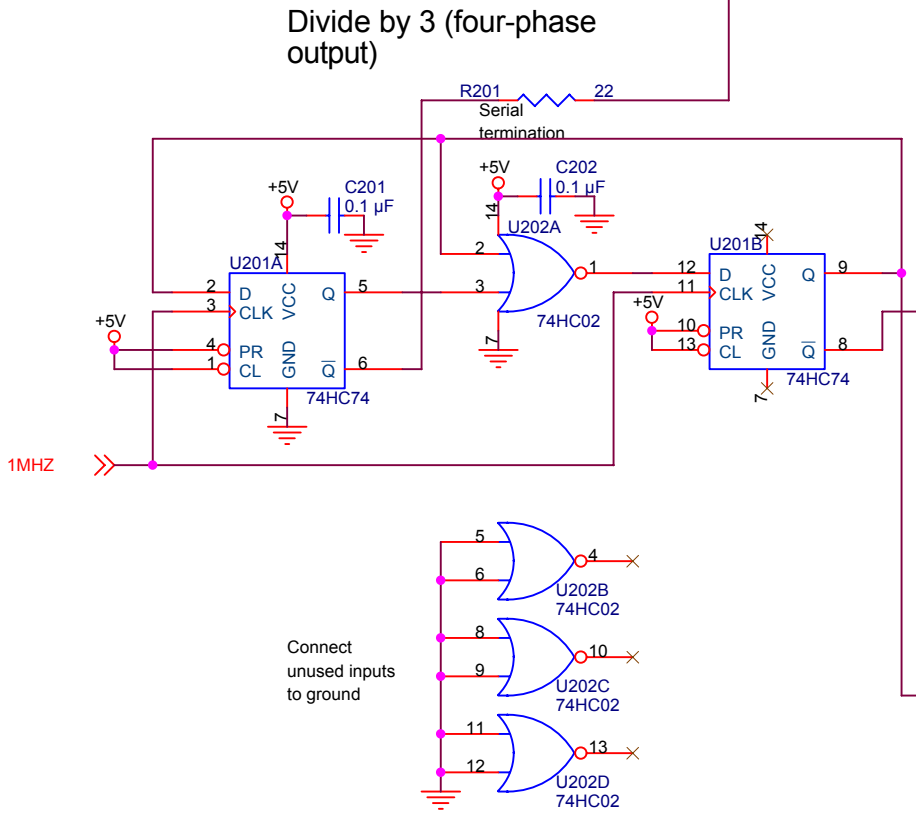 Divide by 3 (four-phase
output)
R201
22
Serial
termination
+5V
C201
0.1 µF
+5V
C202
0.1 µF
14
U201A
14
U202A
14
U201B
2
D
VCC
Q
5
3
CLK
2
3
1
74HC02
7
12
D
VCC
Q
9
11
CLK
+5V
4
PR
1
CL
GND
Q
6
74HC74
7
+5V
10
PR
13
CL
GND
Q
8
74HC74
7
1MHZ
5
6
4
U202B
74HC02
Connect
unused inputs
to ground
8
9
10
U202C
74HC02
11
12
13
U202D
74HC02